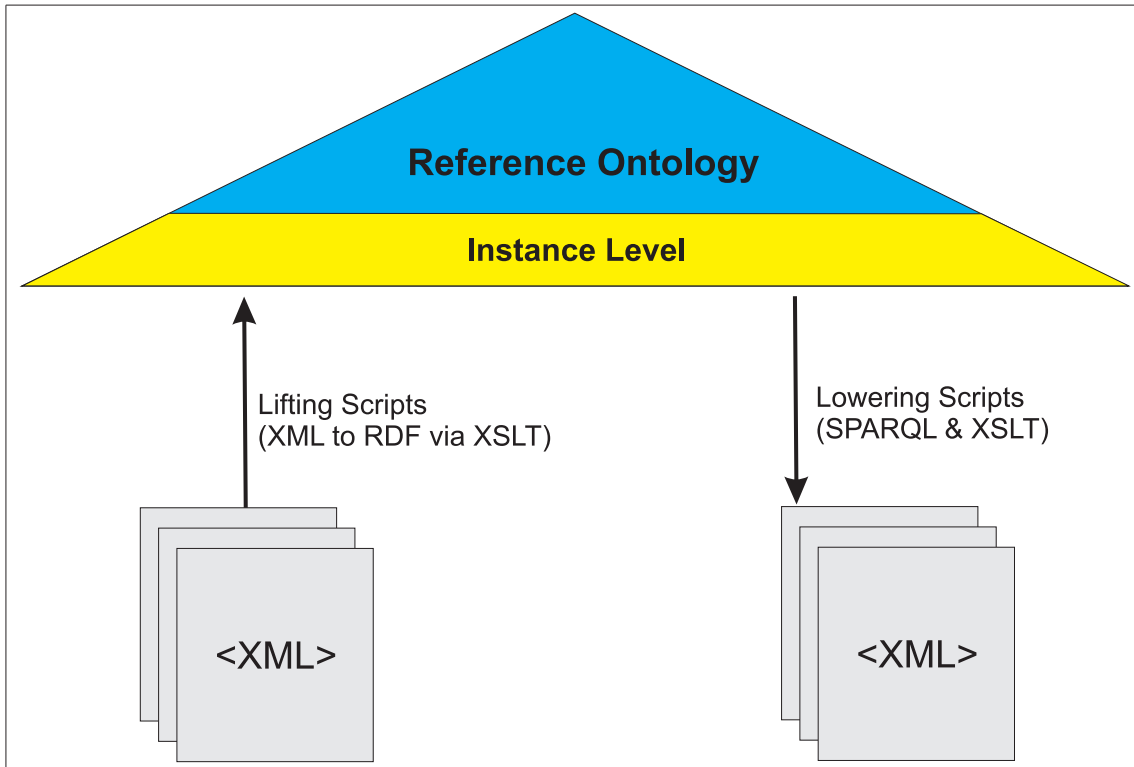 Reference Ontology
Instance Level
Lifting Scripts
(XML to RDF via XSLT)
Lowering Scripts
(SPARQL & XSLT)
<XML>
<XML>